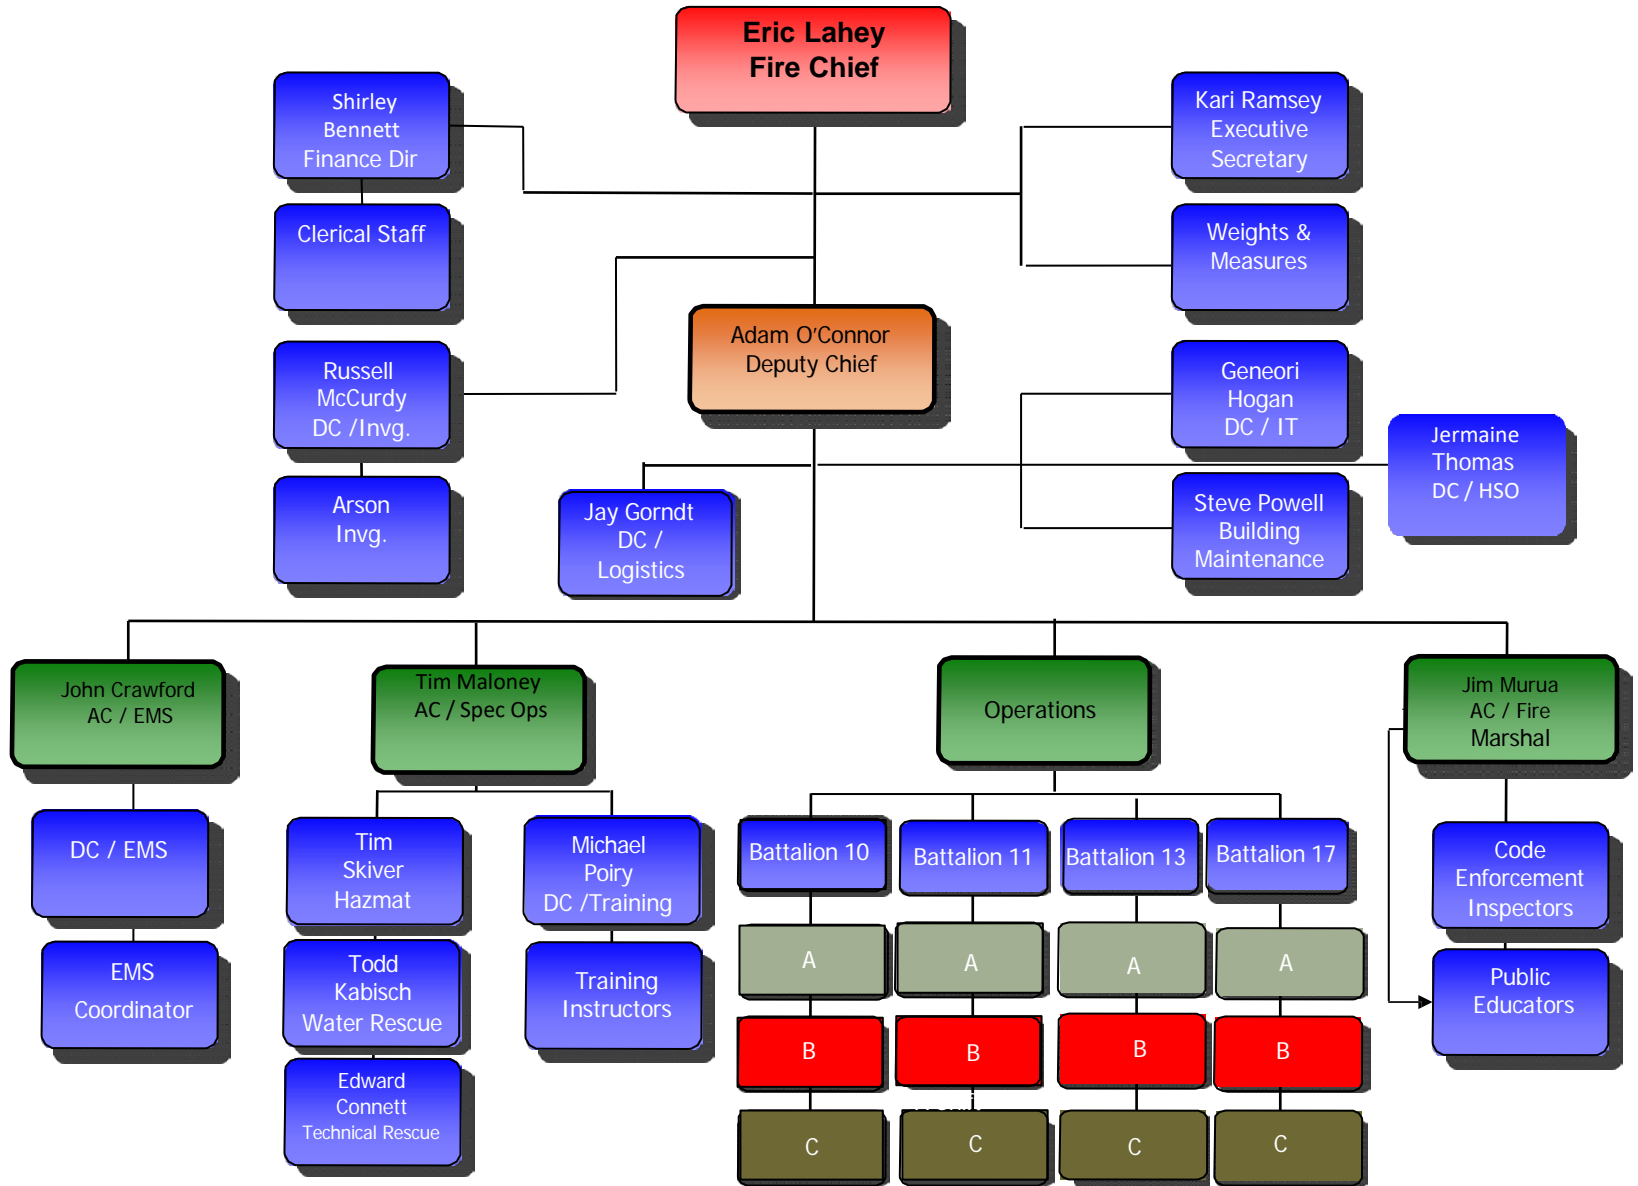 Eric Lahey
Fire Chief
Shirley
Bennett
Finance Dir
Kari Ramsey
Executive
Secretary
Clerical Staff
Weights &
Measures
Adam O'Connor
Deputy Chief
Russell
McCurdy
DC /Invg.
Geneori
Hogan
DC / IT
Jermaine
Thomas
DC / HSO
Arson
Invg.
Jay Gorndt
DC /
Logistics
Steve Powell
Building
Maintenance
John Crawford
AC / EMS
Tim Maloney
AC / Spec Ops
Operations
Jim Murua
AC / Fire
Marshal
DC / EMS
Tim
Skiver
Hazmat
Michael
Poiry
DC /Training
Battalion 10
Battalion 11
Battalion 13
Battalion 17
Code
Enforcement
Inspectors
EMS
Coordinator
Todd
Kabisch
Water Rescue
Training
Instructors
A
A
A
A
Public
Educators
B
B
B
B
Edward
Connett
Technical Rescue
C
C
C
C